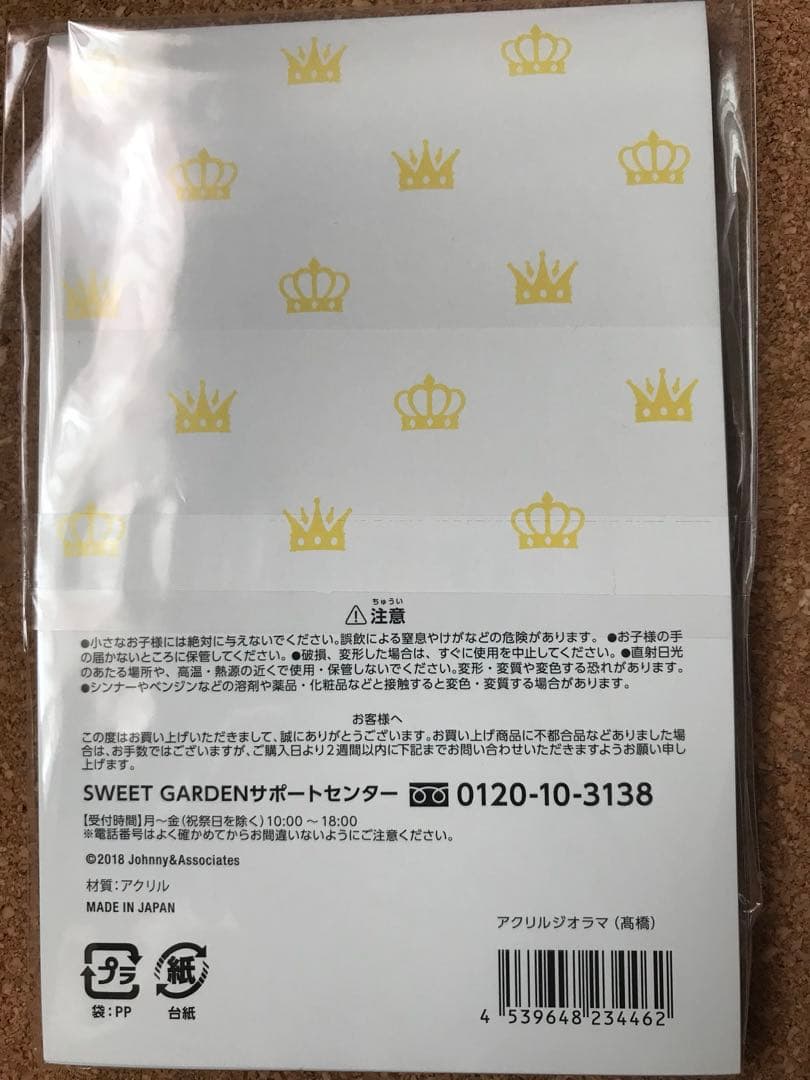 ちゅうい
⚠注意
●小さなお子様には絶対に与えないでください。誤飲による窒息やけがなどの危険があります。 ●お子様の手
の届かないところに保管してください。●破損、変形した場合は、すぐに使用を中止してください。●直射日光
のあたる場所や、高温・熱源の近くで使用・保管しないでください。変形・変質や変色する恐れがあります。
●シンナーやベンジンなどの溶剤や薬品・化粧品などと接触すると変色・変質する場合があります。
お客様へ
この度はお買い上げいただきまして、誠にありがとうございます。お買い上げ商品に不都合品などありました場
合は、お手数ではございますが、ご購入日より2週間以内に下記までお問い合わせいただきますようお願い申し
上げます。
SWEET GARDENサポートセンター 0120-10-3138
【受付時間】月～金(祝祭日を除く)10:00～18:00
※電話番号はよく確かめてからお間違いないようにご注意ください。
©2018 Johnny&Associates
材質：アクリル
MADE IN JAPAN
アクリルジオラマ（髙橋）
プラ
袋：PP
紙
台紙
4 539648 234462